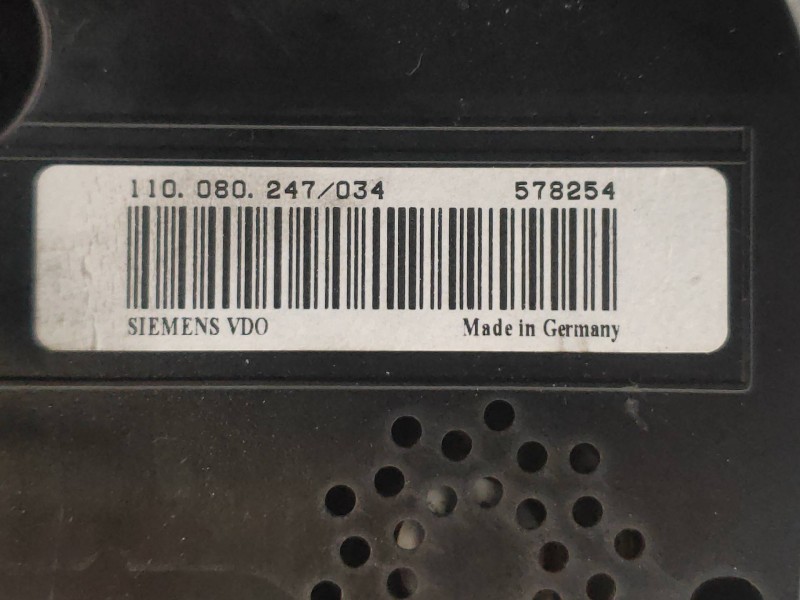 110. 080. 247/034 578254
SIEMENS VDO Made in Germany